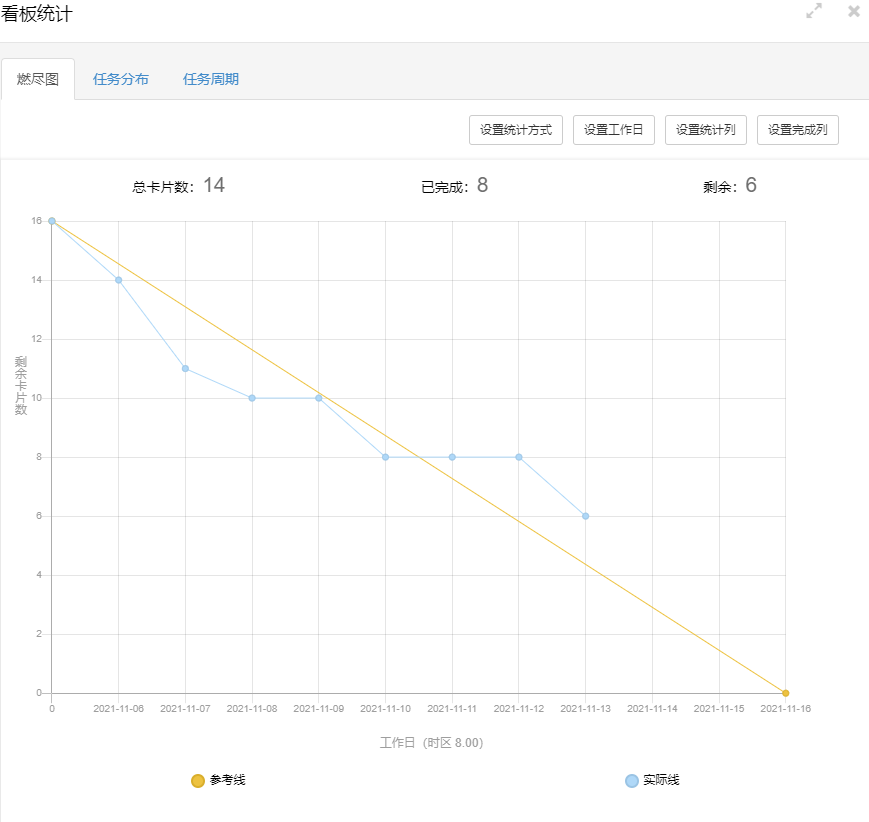 看板统计
燃尽图 任务分布 任务周期
设置统计方式 设置工作日 设置统计列 设置完成列
总卡片数：14 已完成：8 剩余：6
16
14
12
10
8
6
4
2
0
剩余卡片数
0 2021-11-06 2021-11-07 2021-11-08 2021-11-09 2021-11-10 2021-11-11 2021-11-12 2021-11-13 2021-11-14 2021-11-15 2021-11-16
工作日（时区 8.00）
参考线 实际线